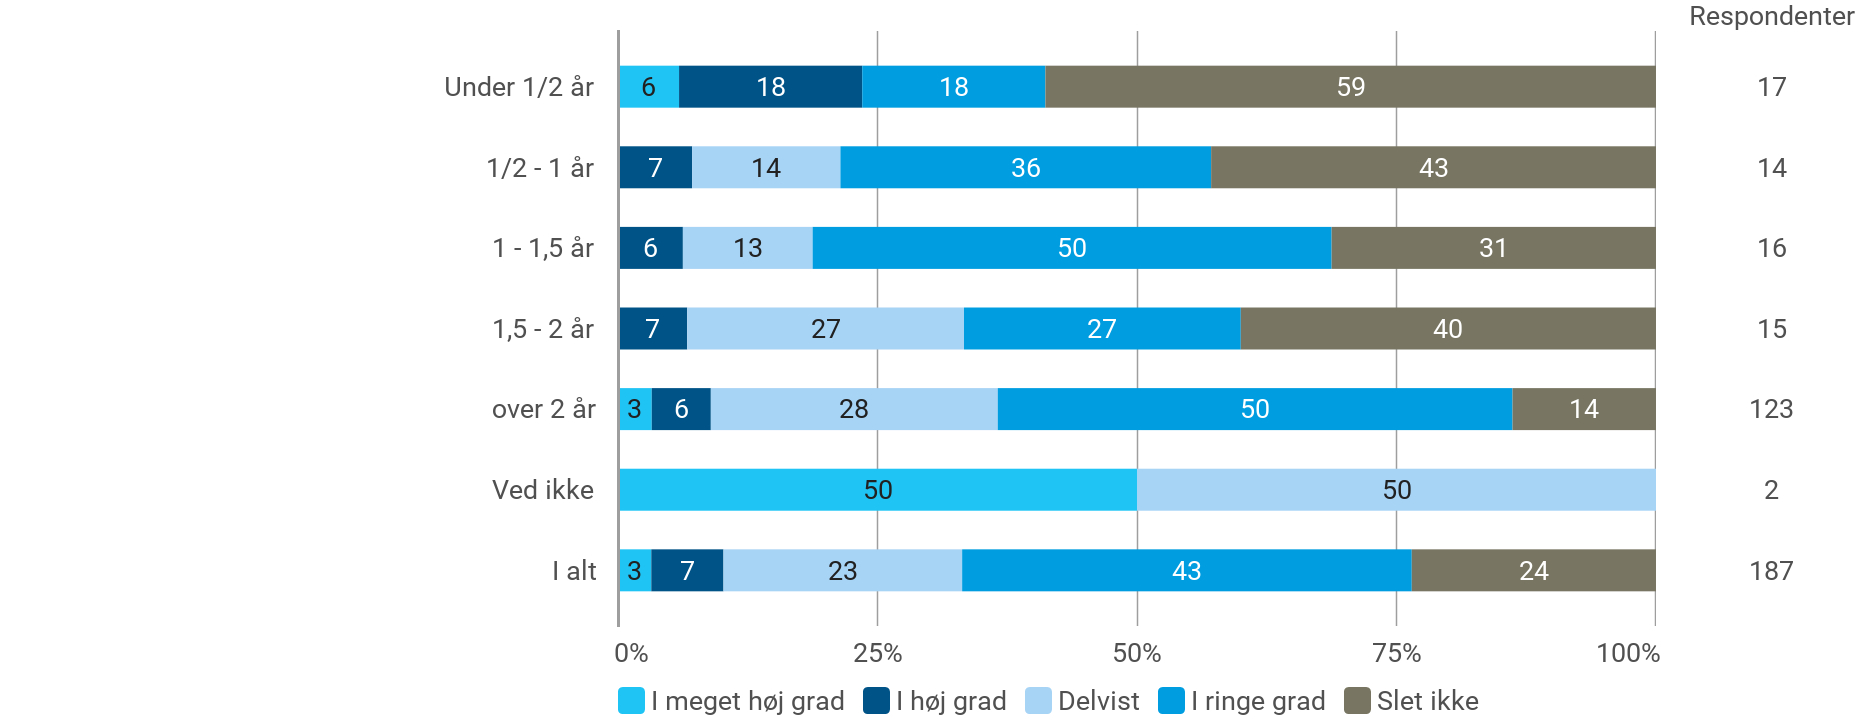 Respondenter
Under 1/2 år 6 18 18 59 17
1/2 - 1 år 7 14 36 43 14
1 - 1,5 år 6 13 50 31 16
1,5 - 2 år 7 27 27 40 15
over 2 år 3 6 28 50 14 123
Ved ikke 50 50 2
I alt 3 7 23 43 24 187
0% 25% 50% 75% 100%
I meget høj grad I høj grad Delvist I ringe grad Slet ikke